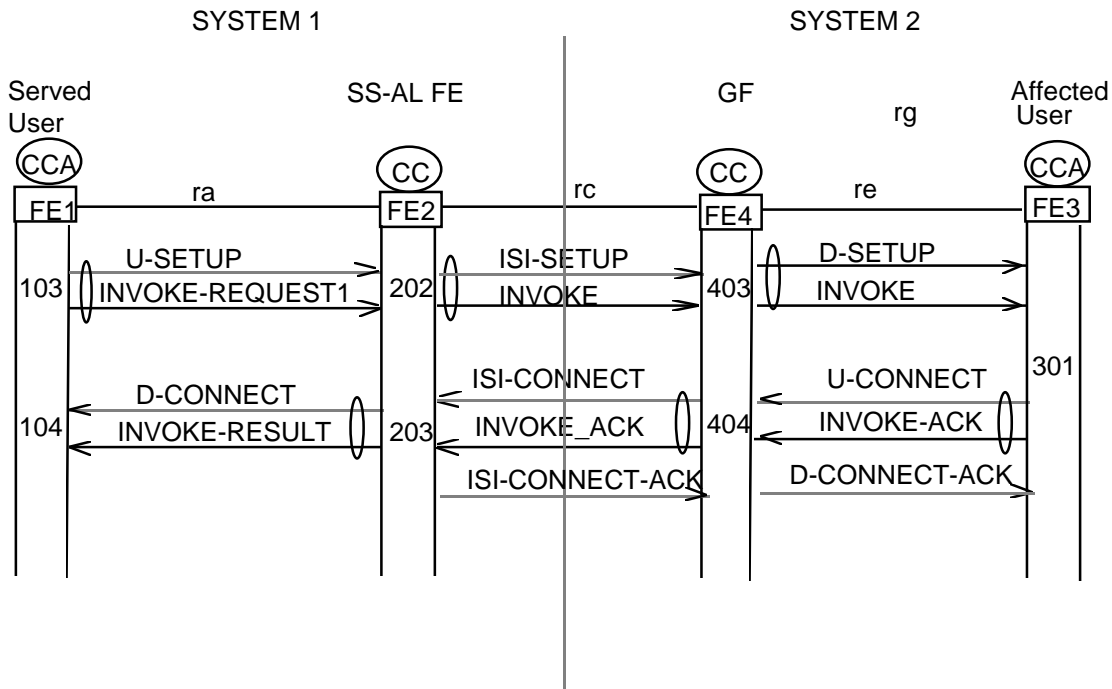 SYSTEM 1
SYSTEM 2
Served
User
SS-AL FE
GF
rg
Affected
User
CCA
CC
CC
CCA
ra
rc
re
FE1
FE2
FE4
FE3
U-SETUP
ISI-SETUP
D-SETUP
103
INVOKE-REQUEST1
202
INVOKE
403
INVOKE
301
D-CONNECT
ISI-CONNECT
U-CONNECT
104
INVOKE-RESULT
203
INVOKE_ACK
404
INVOKE-ACK
ISI-CONNECT-ACK
D-CONNECT-ACK